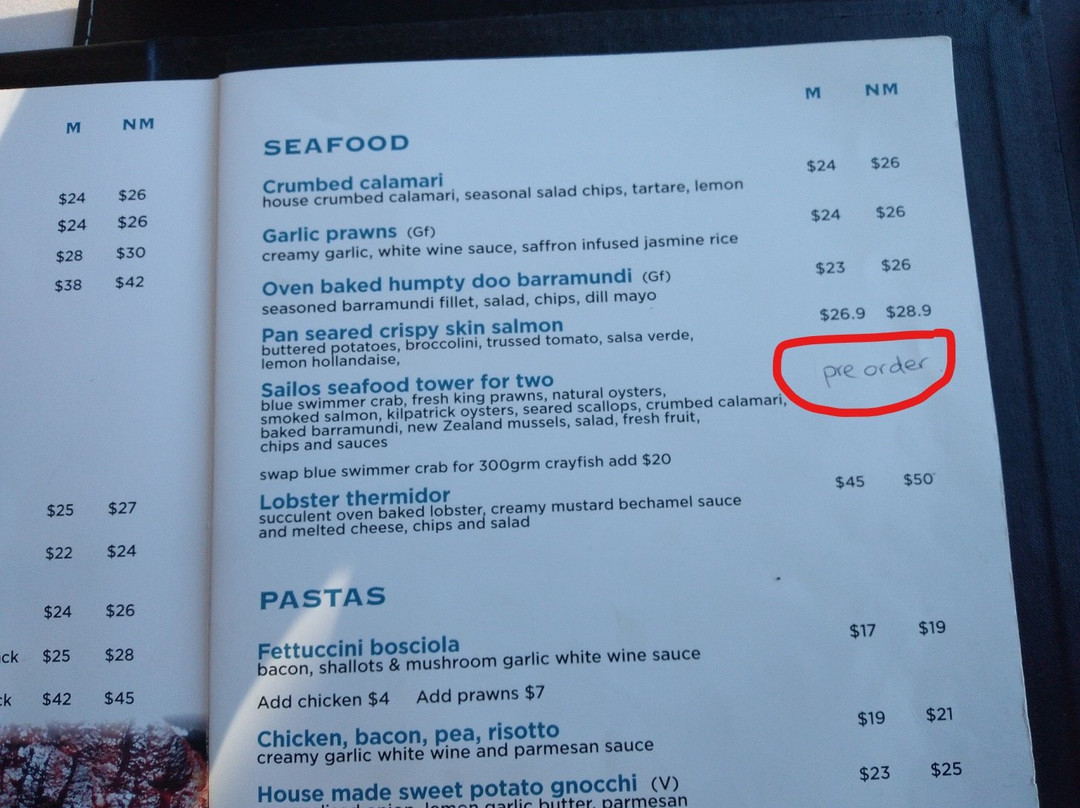 M NM
$24 $26
$24 $26
$28 $30
$38 $42
$25 $27
$22 $24
$24 $26
ck $25 $28
ck $42 $45
M NM
SEAFOOD
Crumbed calamari $24 $26
house crumbed calamari, seasonal salad chips, tartare, lemon
Garlic prawns (Gf) $24 $26
creamy garlic, white wine sauce, saffron infused jasmine rice
Oven baked humpty doo barramundi (Gf) $23 $26
seasoned barramundi fillet, salad, chips, dill mayo
Pan seared crispy skin salmon $26.9 $28.9
buttered potatoes, broccolini, trussed tomato, salsa verde,
lemon hollandaise,
Sailos seafood tower for two pre order
blue swimmer crab, fresh king prawns, natural oysters,
smoked salmon, kilpatrick oysters, seared scallops, crumbed calamari,
baked barramundi, new Zealand mussels, salad, fresh fruit,
chips and sauces
swap blue swimmer crab for 300grm crayfish add $20
Lobster thermidor $45 $50
succulent oven baked lobster, creamy mustard bechamel sauce
and melted cheese, chips and salad
PASTAS
Fettuccini bosciola $17 $19
bacon, shallots & mushroom garlic white wine sauce
Add chicken $4 Add prawns $7
Chicken, bacon, pea, risotto $19 $21
creamy garlic white wine and parmesan sauce
House made sweet potato gnocchi (V) $23 $25
lemon garlic butter, parmesan